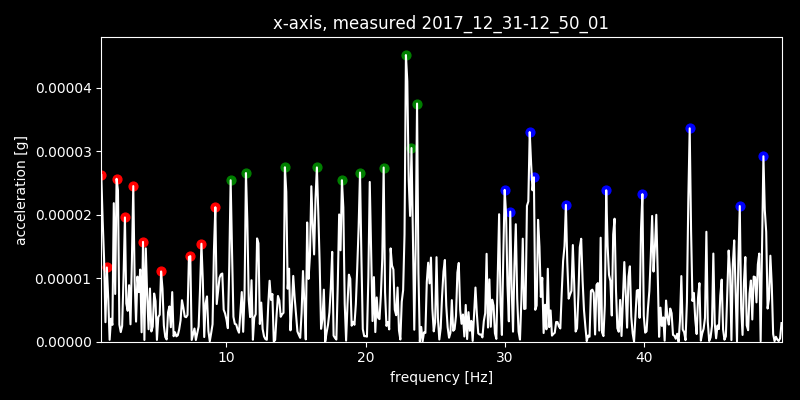 x-axis, measured 2017_12_31-12_50_01
0.00004
0.00003
0.00002
0.00001
0.00000
acceleration [g]
10 20 30 40
frequency [Hz]